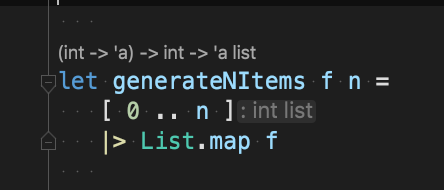 (int -> 'a) -> int -> 'a list
let generateNItems f n =
[ 0 .. n ] : int list
|> List.map f